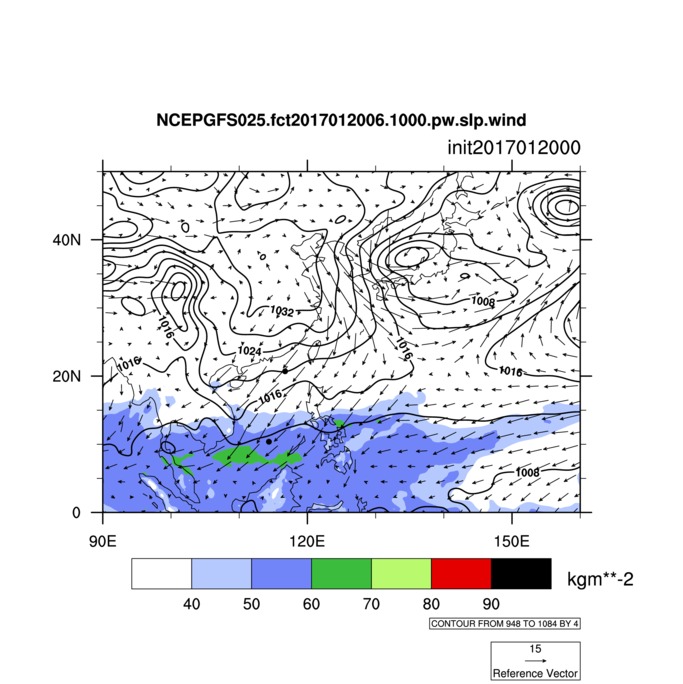 NCEPGFS025.fct2017012006.1000.pw.slp.wind
init2017012000
40N
1032
1008
1016
1024
1016
1016
1016
20N
1016
1008
0
90E
120E
150E
kgm**-2
40
50
60
70
80
90
CONTOUR FROM 948 TO 1084 BY 4
15
Reference Vector